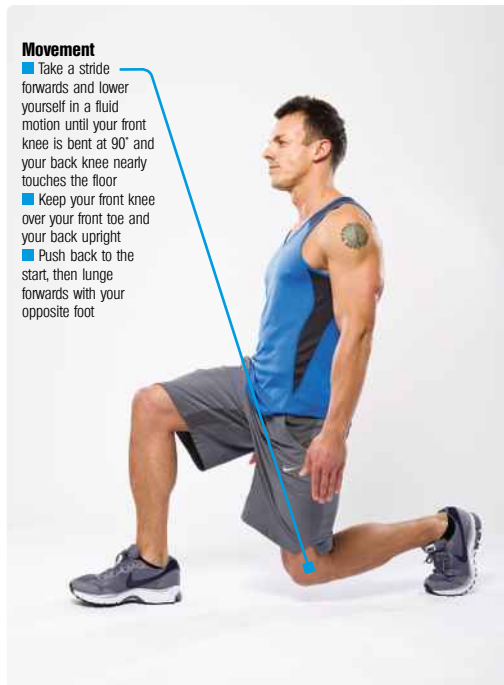 Movement
Take a stride
forwards and lower
yourself in a fluid
motion until your front
knee is bent at 90˚ and
your back knee nearly
touches the floor
Keep your front knee
over your front toe and
your back upright
Push back to the
start, then lunge
forwards with your
opposite foot